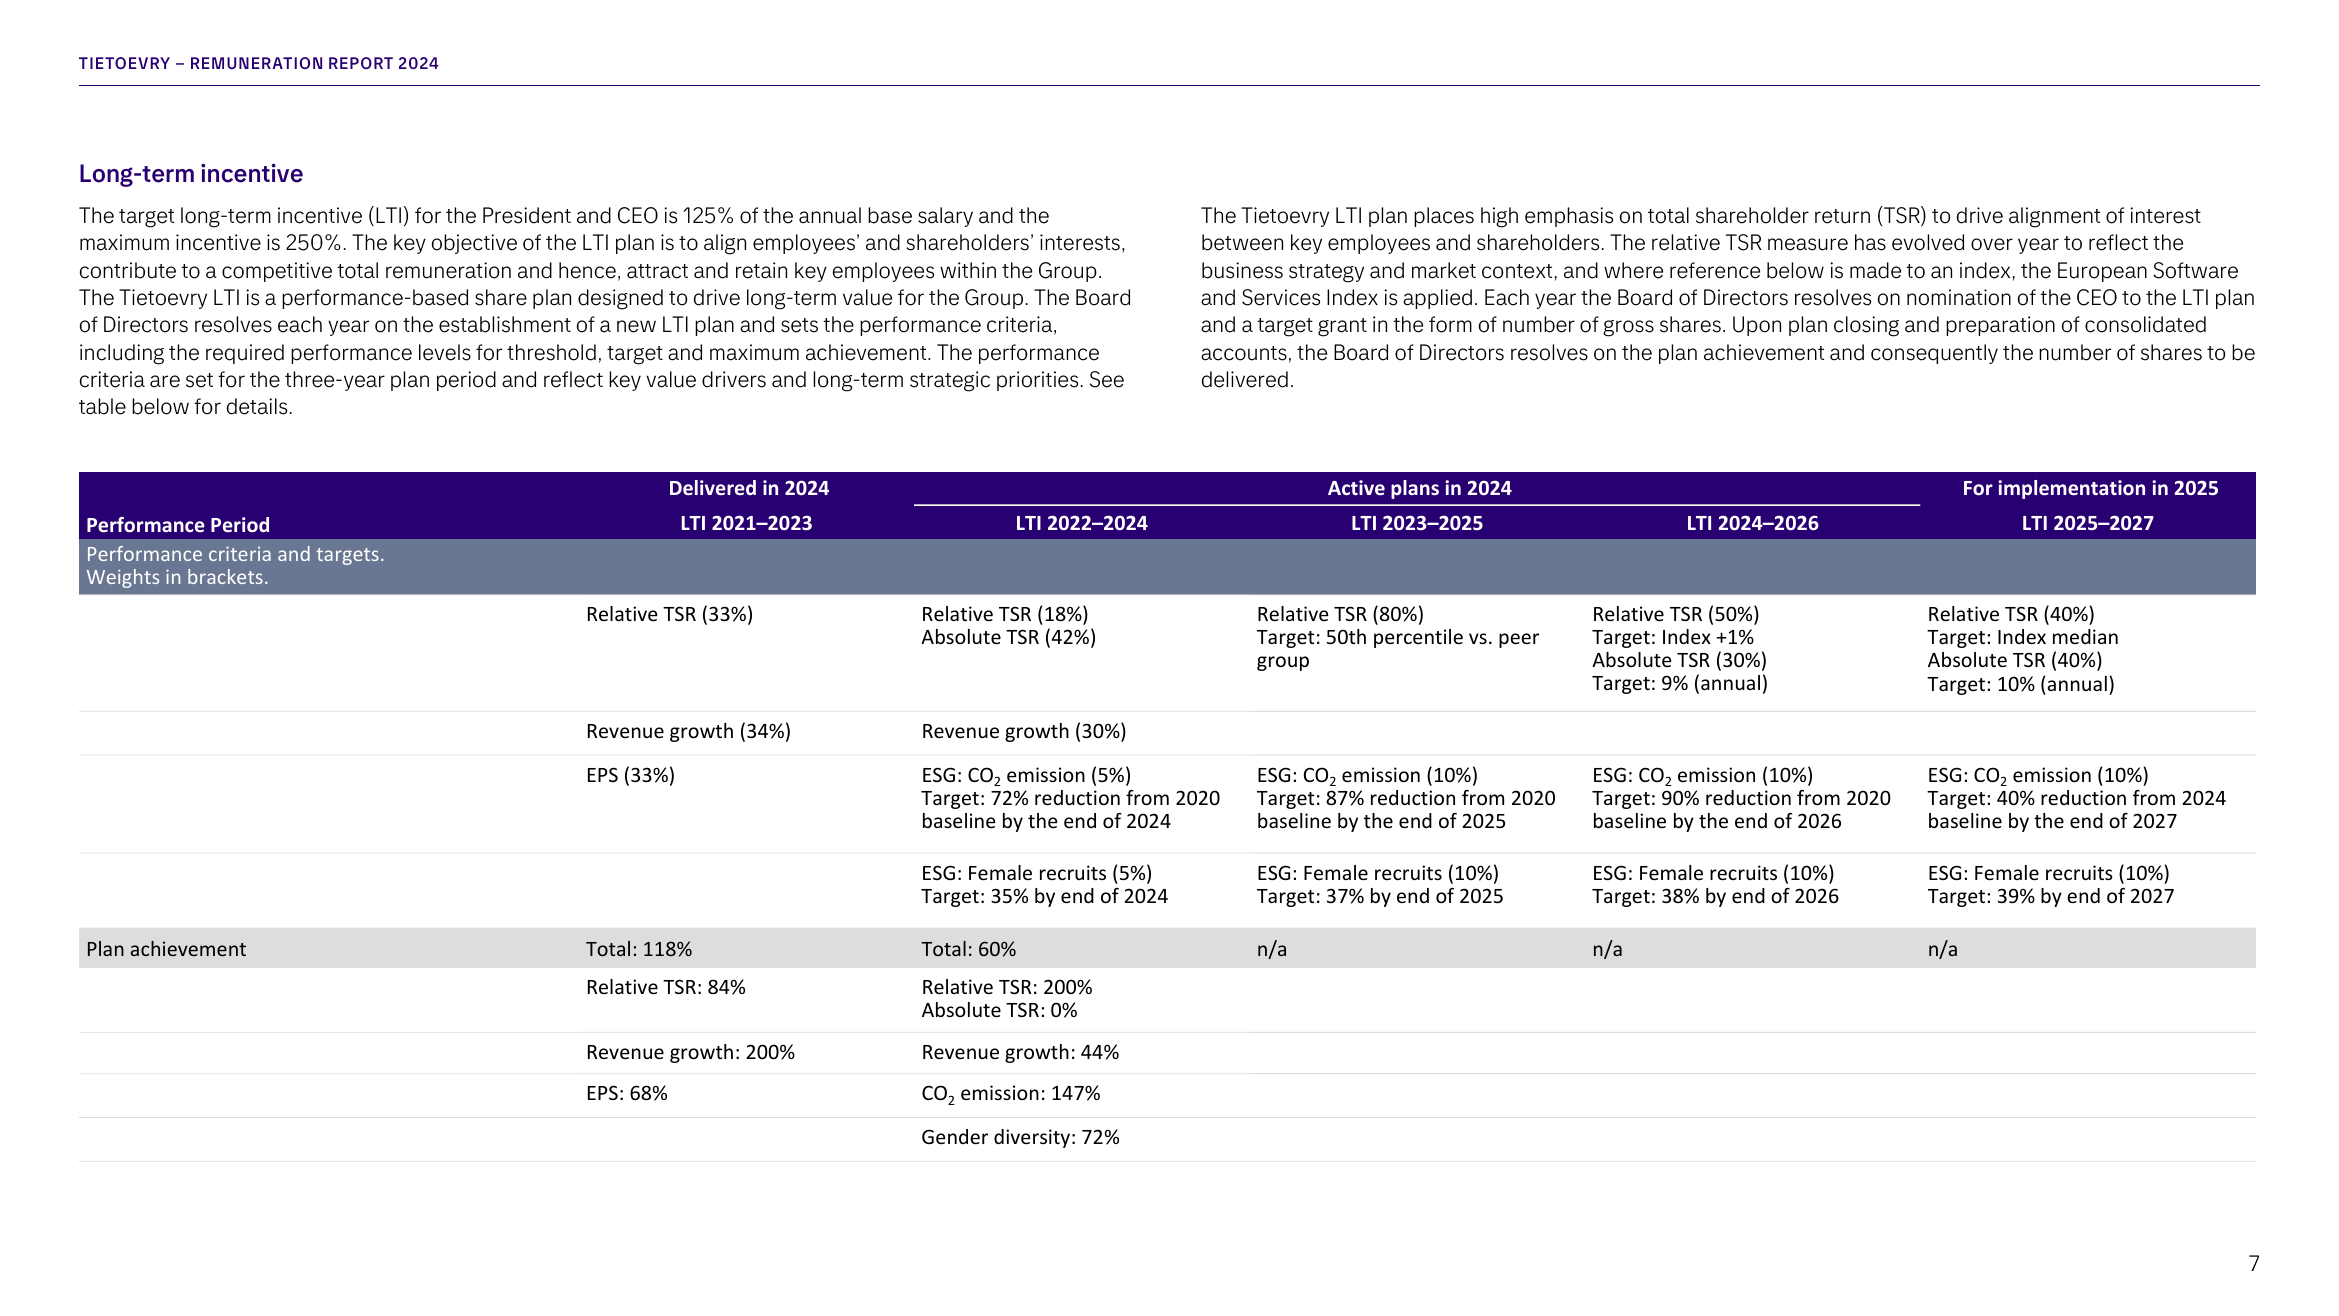 TIETOEVRY – REMUNERATION REPORT 2024
Long-term incentive
The target long-term incentive (LTI) for the President and CEO is 125% of the annual base salary and the
maximum incentive is 250%. The key objective of the LTI plan is to align employees’ and shareholders’ interests,
contribute to a competitive total remuneration and hence, attract and retain key employees within the Group.
The Tietoevry LTI is a performance-based share plan designed to drive long-term value for the Group. The Board
of Directors resolves each year on the establishment of a new LTI plan and sets the performance criteria,
including the required performance levels for threshold, target and maximum achievement. The performance
criteria are set for the three-year plan period and reflect key value drivers and long-term strategic priorities. See
table below for details.
The Tietoevry LTI plan places high emphasis on total shareholder return (TSR) to drive alignment of interest
between key employees and shareholders. The relative TSR measure has evolved over year to reflect the
business strategy and market context, and where reference below is made to an index, the European Software
and Services Index is applied. Each year the Board of Directors resolves on nomination of the CEO to the LTI plan
and a target grant in the form of number of gross shares. Upon plan closing and preparation of consolidated
accounts, the Board of Directors resolves on the plan achievement and consequently the number of shares to be
delivered.
Delivered in 2024 Active plans in 2024 For implementation in 2025
Performance Period LTI 2021–2023 LTI 2022–2024 LTI 2023–2025 LTI 2024–2026 LTI 2025–2027
Performance criteria and targets.
Weights in brackets.
Relative TSR (33%) Relative TSR (18%) Relative TSR (80%) Relative TSR (50%) Relative TSR (40%)
Absolute TSR (42%) Target: 50th percentile vs. peer Target: Index +1% Target: Index median
group Absolute TSR (30%) Absolute TSR (40%)
Target: 9% (annual) Target: 10% (annual)
Revenue growth (34%) Revenue growth (30%)
EPS (33%) ESG: CO2 emission (5%) ESG: CO2 emission (10%) ESG: CO2 emission (10%) ESG: CO2 emission (10%)
Target: 72% reduction from 2020 Target: 87% reduction from 2020 Target: 90% reduction from 2020 Target: 40% reduction from 2024
baseline by the end of 2024 baseline by the end of 2025 baseline by the end of 2026 baseline by the end of 2027
ESG: Female recruits (5%) ESG: Female recruits (10%) ESG: Female recruits (10%) ESG: Female recruits (10%)
Target: 35% by end of 2024 Target: 37% by end of 2025 Target: 38% by end of 2026 Target: 39% by end of 2027
Plan achievement Total: 118% Total: 60% n/a n/a n/a
Relative TSR: 84% Relative TSR: 200%
Absolute TSR: 0%
Revenue growth: 200% Revenue growth: 44%
EPS: 68% CO2 emission: 147%
Gender diversity: 72%
7